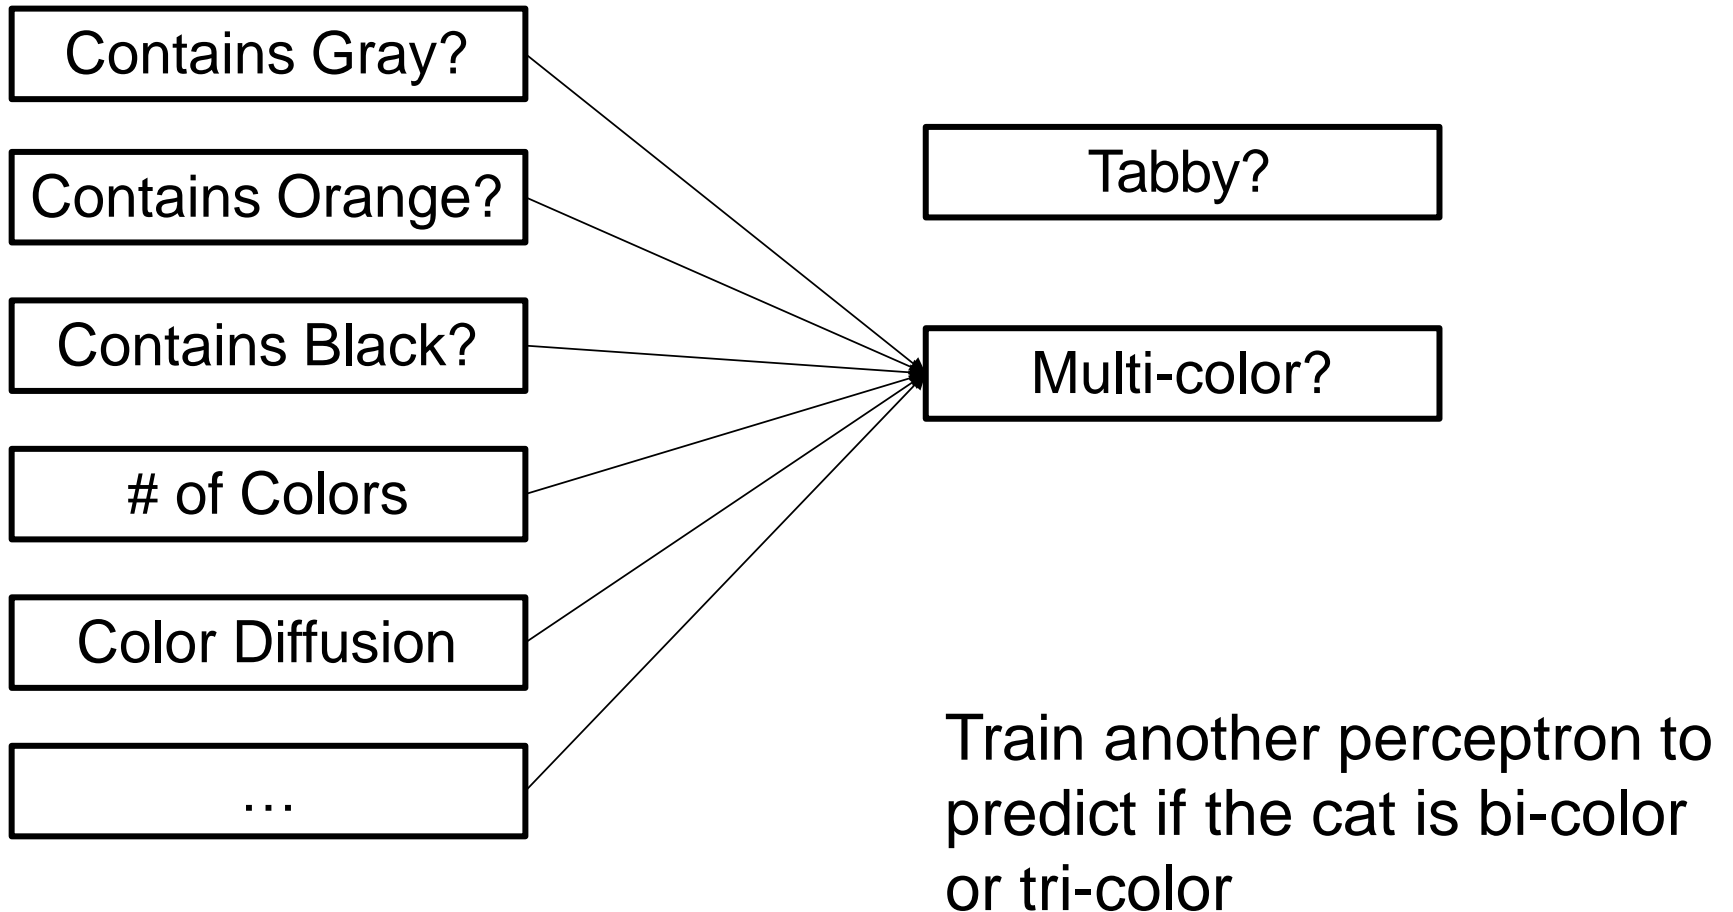 Contains Gray?
Contains Orange?
Contains Black?
# of Colors
Color Diffusion
…
Tabby?
Multi-color?
Train another perceptron to
predict if the cat is bi-color
or tri-color